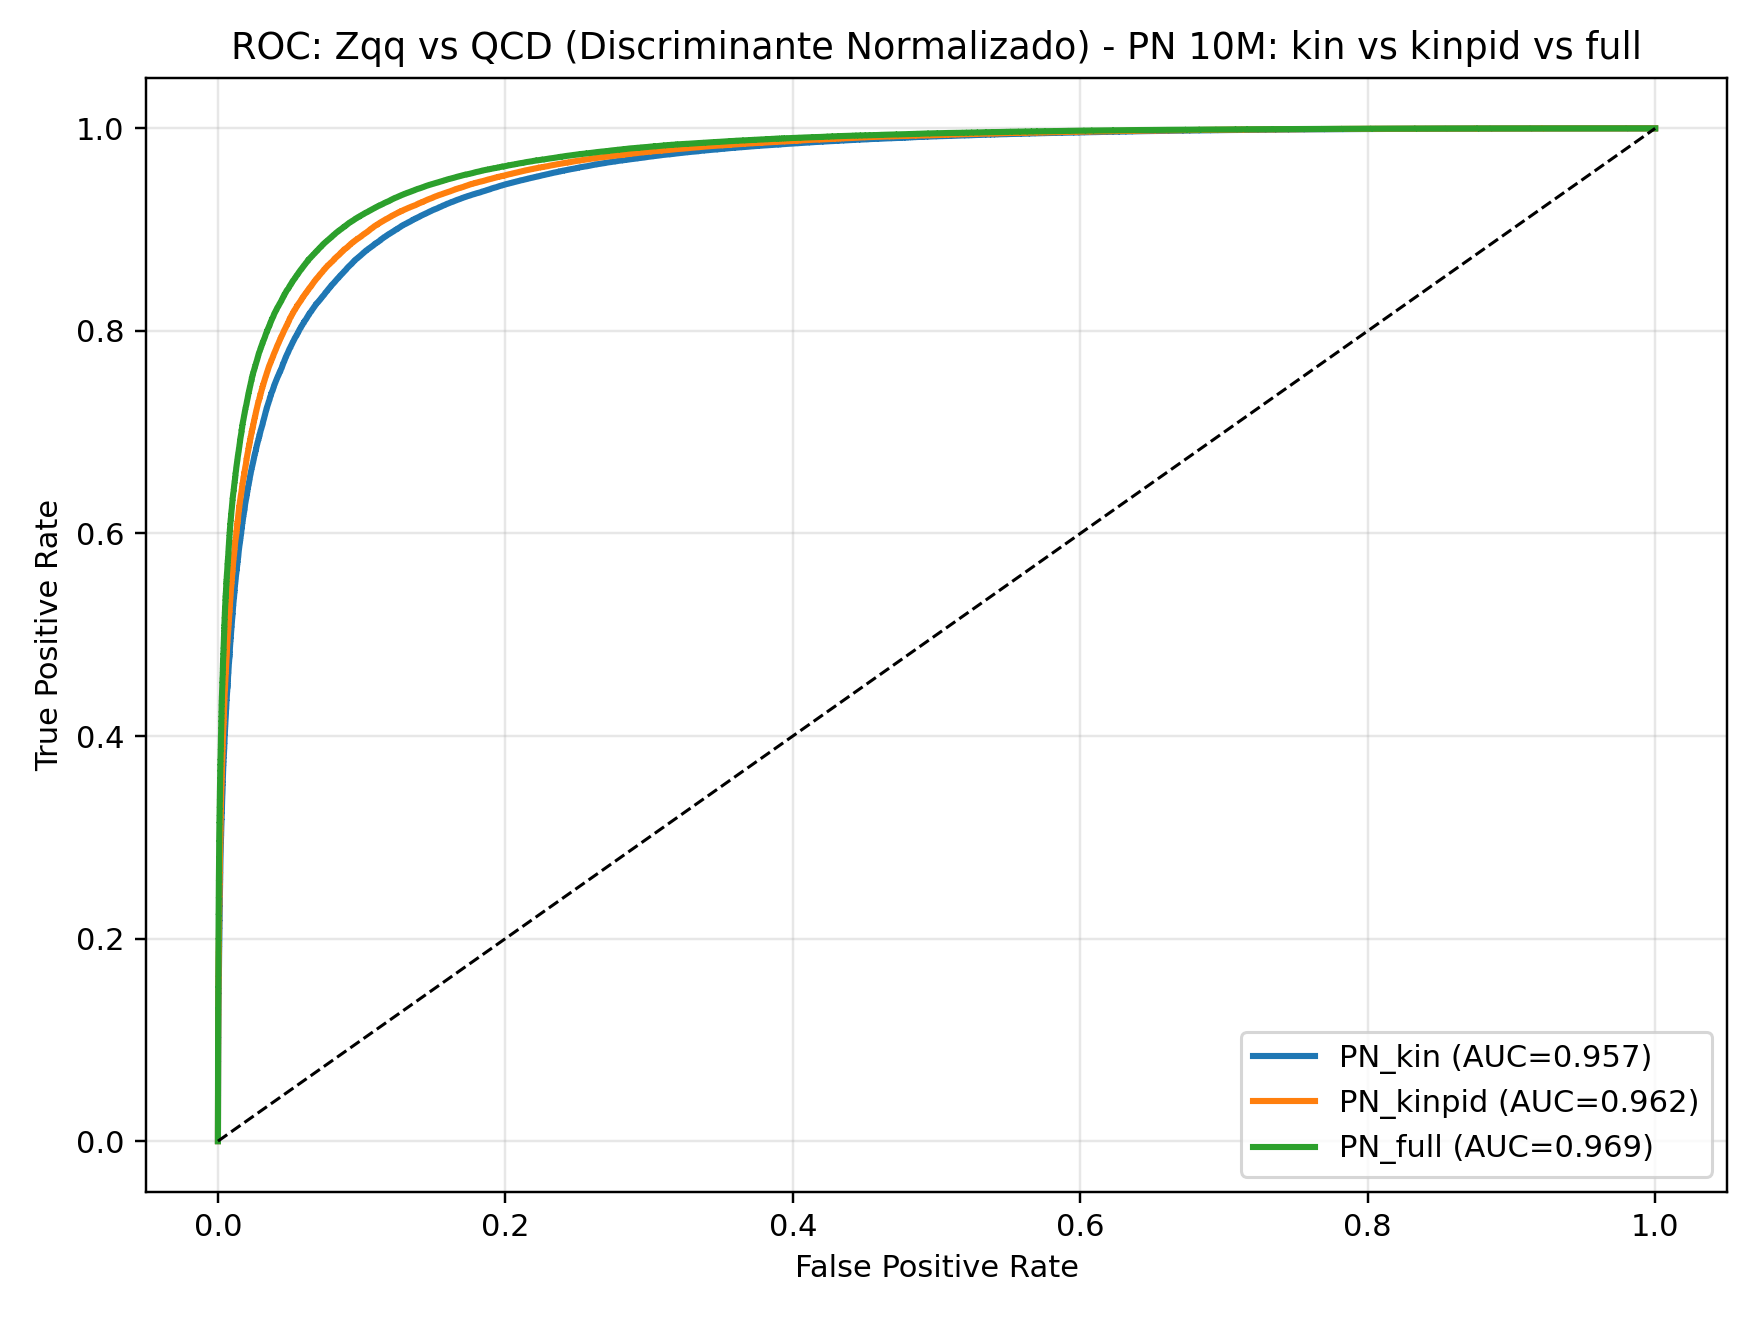 ROC: Zqq vs QCD (Discriminante Normalizado) - PN 10M: kin vs kinpid vs full
True Positive Rate
1.0
0.8
0.6
0.4
0.2
0.0
PN_kin (AUC=0.957)
PN_kinpid (AUC=0.962)
PN_full (AUC=0.969)
0.0 0.2 0.4 0.6 0.8 1.0
False Positive Rate